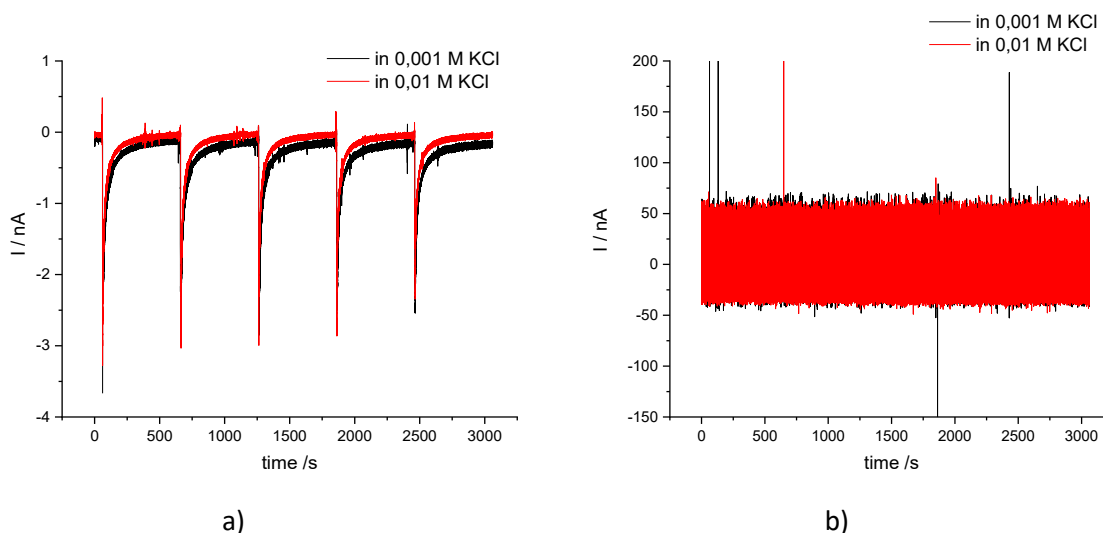 in 0,001 M KCl
in 0,01 M KCl
1
0
-1
-2
-3
-4
I / nA
0 500 1000 1500 2000 2500 3000
time /s
a)
in 0,001 M KCl
in 0,01 M KCl
200
150
100
50
0
-50
-100
-150
I / nA
0 500 1000 1500 2000 2500 3000
time /s
b)